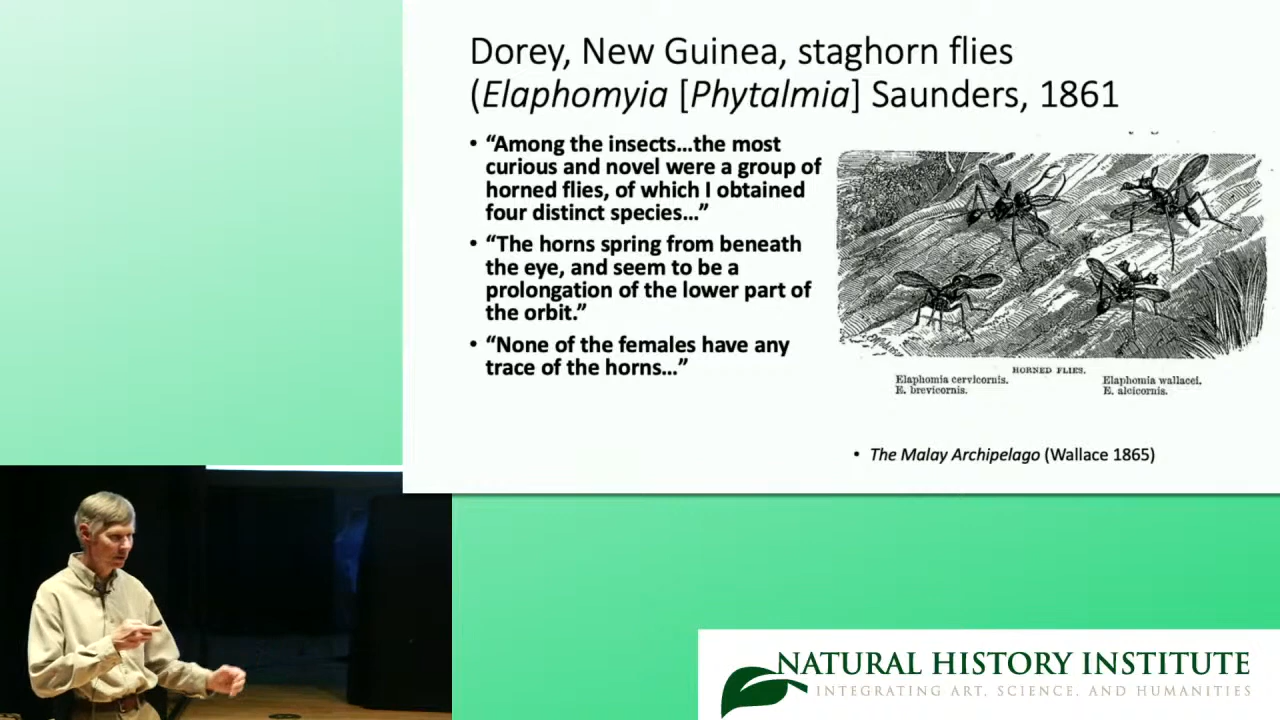 Dorey, New Guinea, staghorn flies
(Elaphomyia [Phytalmia] Saunders, 1861
• “Among the insects…the most
curious and novel were a group of
horned flies, of which I obtained
four distinct species…”
• “The horns spring from beneath
the eye, and seem to be a
prolongation of the lower part of
the orbit.”
• “None of the females have any
trace of the horns…”
HORNED FLIES.
Elaphomia cervicornis.
E. brevicornis.
Elaphomia wallacei.
E. alcicornis.
• The Malay Archipelago (Wallace 1865)
NATURAL HISTORY INSTITUTE
INTEGRATING ART, SCIENCE, AND HUMANITIES